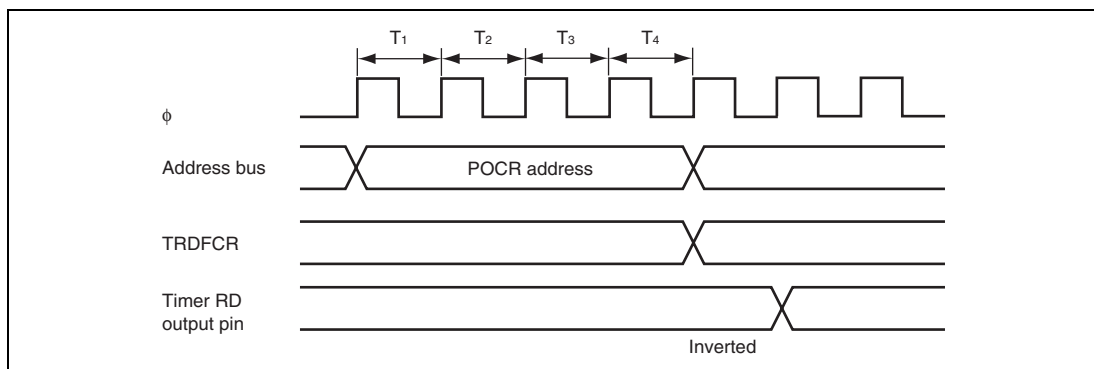 T1 T2 T3 T4
ϕ
Address bus
POCR address
TRDFCR
Timer RD
output pin
Inverted